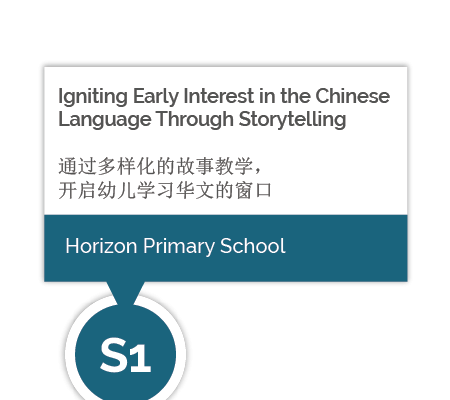 Igniting Early Interest in the Chinese
Language Through Storytelling
通过多样化的故事教学，
开启幼儿学习华文的窗口
Horizon Primary School
S1